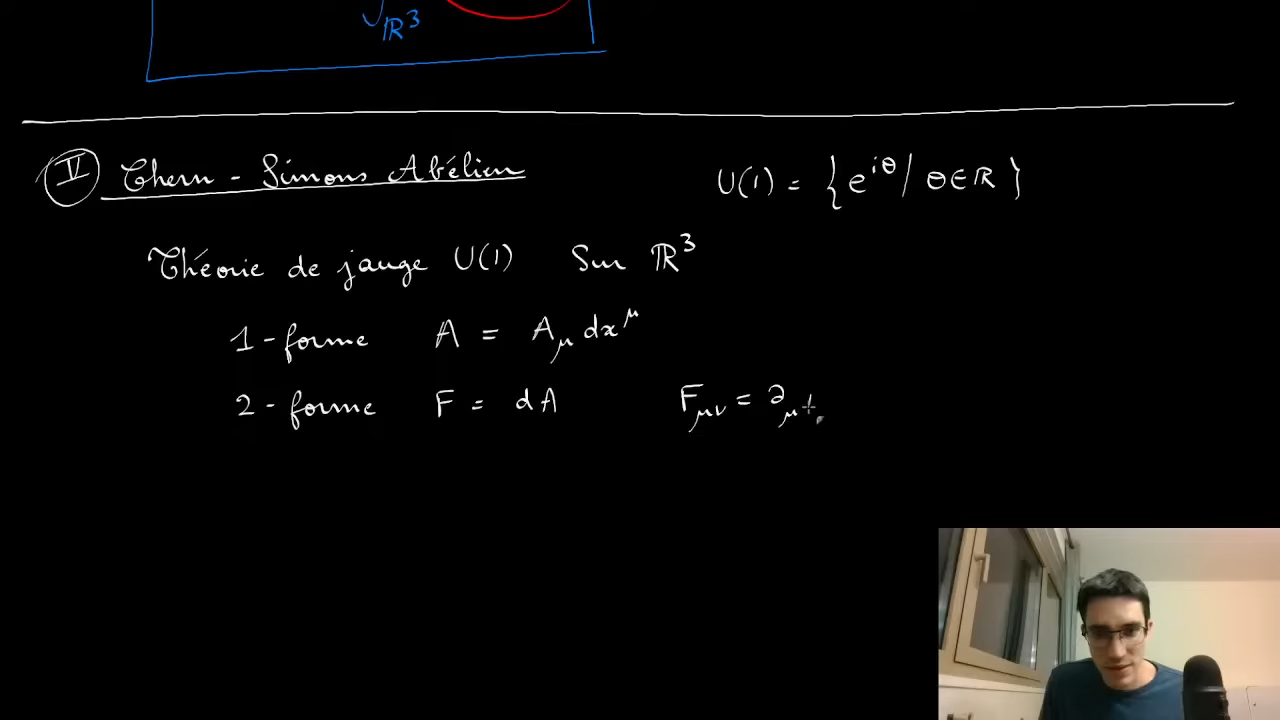 ∫ℝ³
V Chern - Simons Abélien
U(1) = { e^{iθ} / θ ∈ ℝ }
Théorie de jauge U(1) Sur ℝ³
1 - forme A = A_μ dx^μ
2 - forme F = dA F_μν = ∂_μ